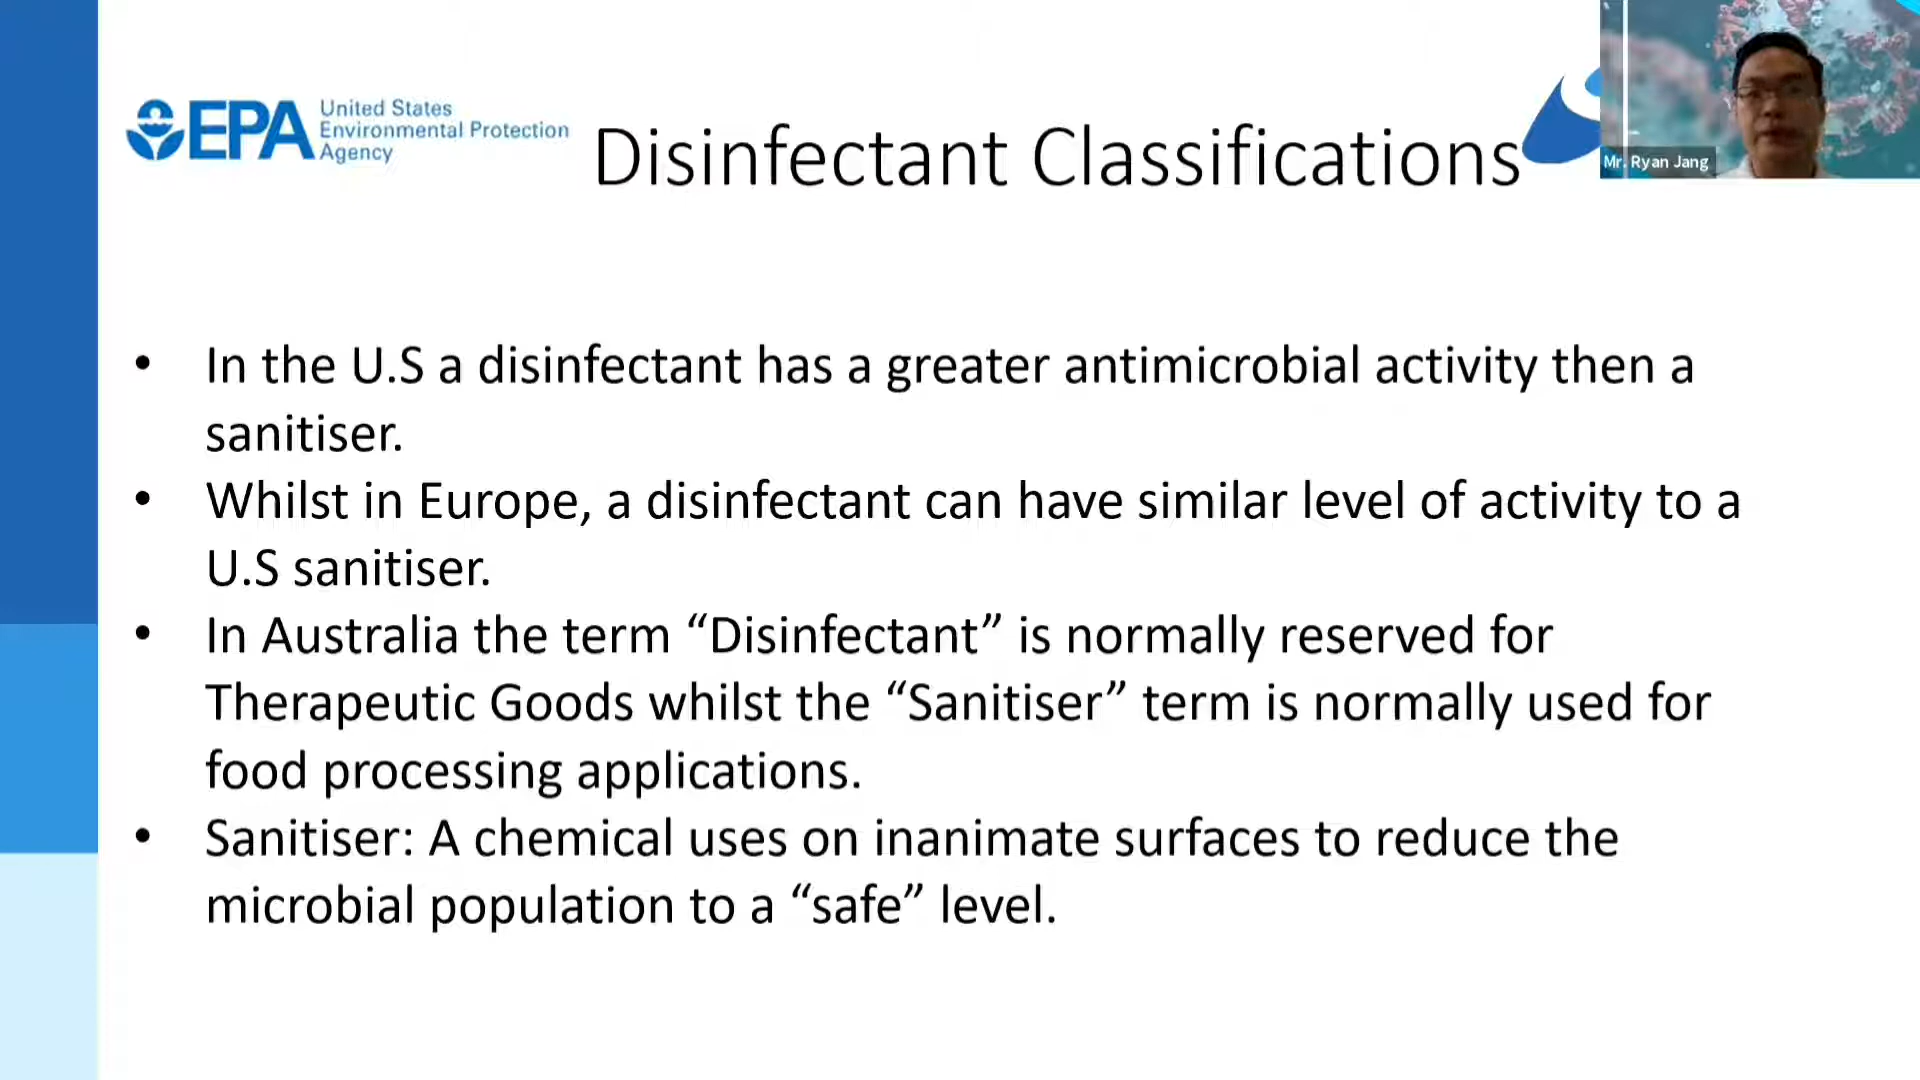 EPA United States
Environmental Protection
Agency
Disinfectant Classifications
Mr. Ryan Jang
• In the U.S a disinfectant has a greater antimicrobial activity then a
sanitiser.
• Whilst in Europe, a disinfectant can have similar level of activity to a
U.S sanitiser.
• In Australia the term “Disinfectant” is normally reserved for
Therapeutic Goods whilst the “Sanitiser” term is normally used for
food processing applications.
• Sanitiser: A chemical uses on inanimate surfaces to reduce the
microbial population to a “safe” level.